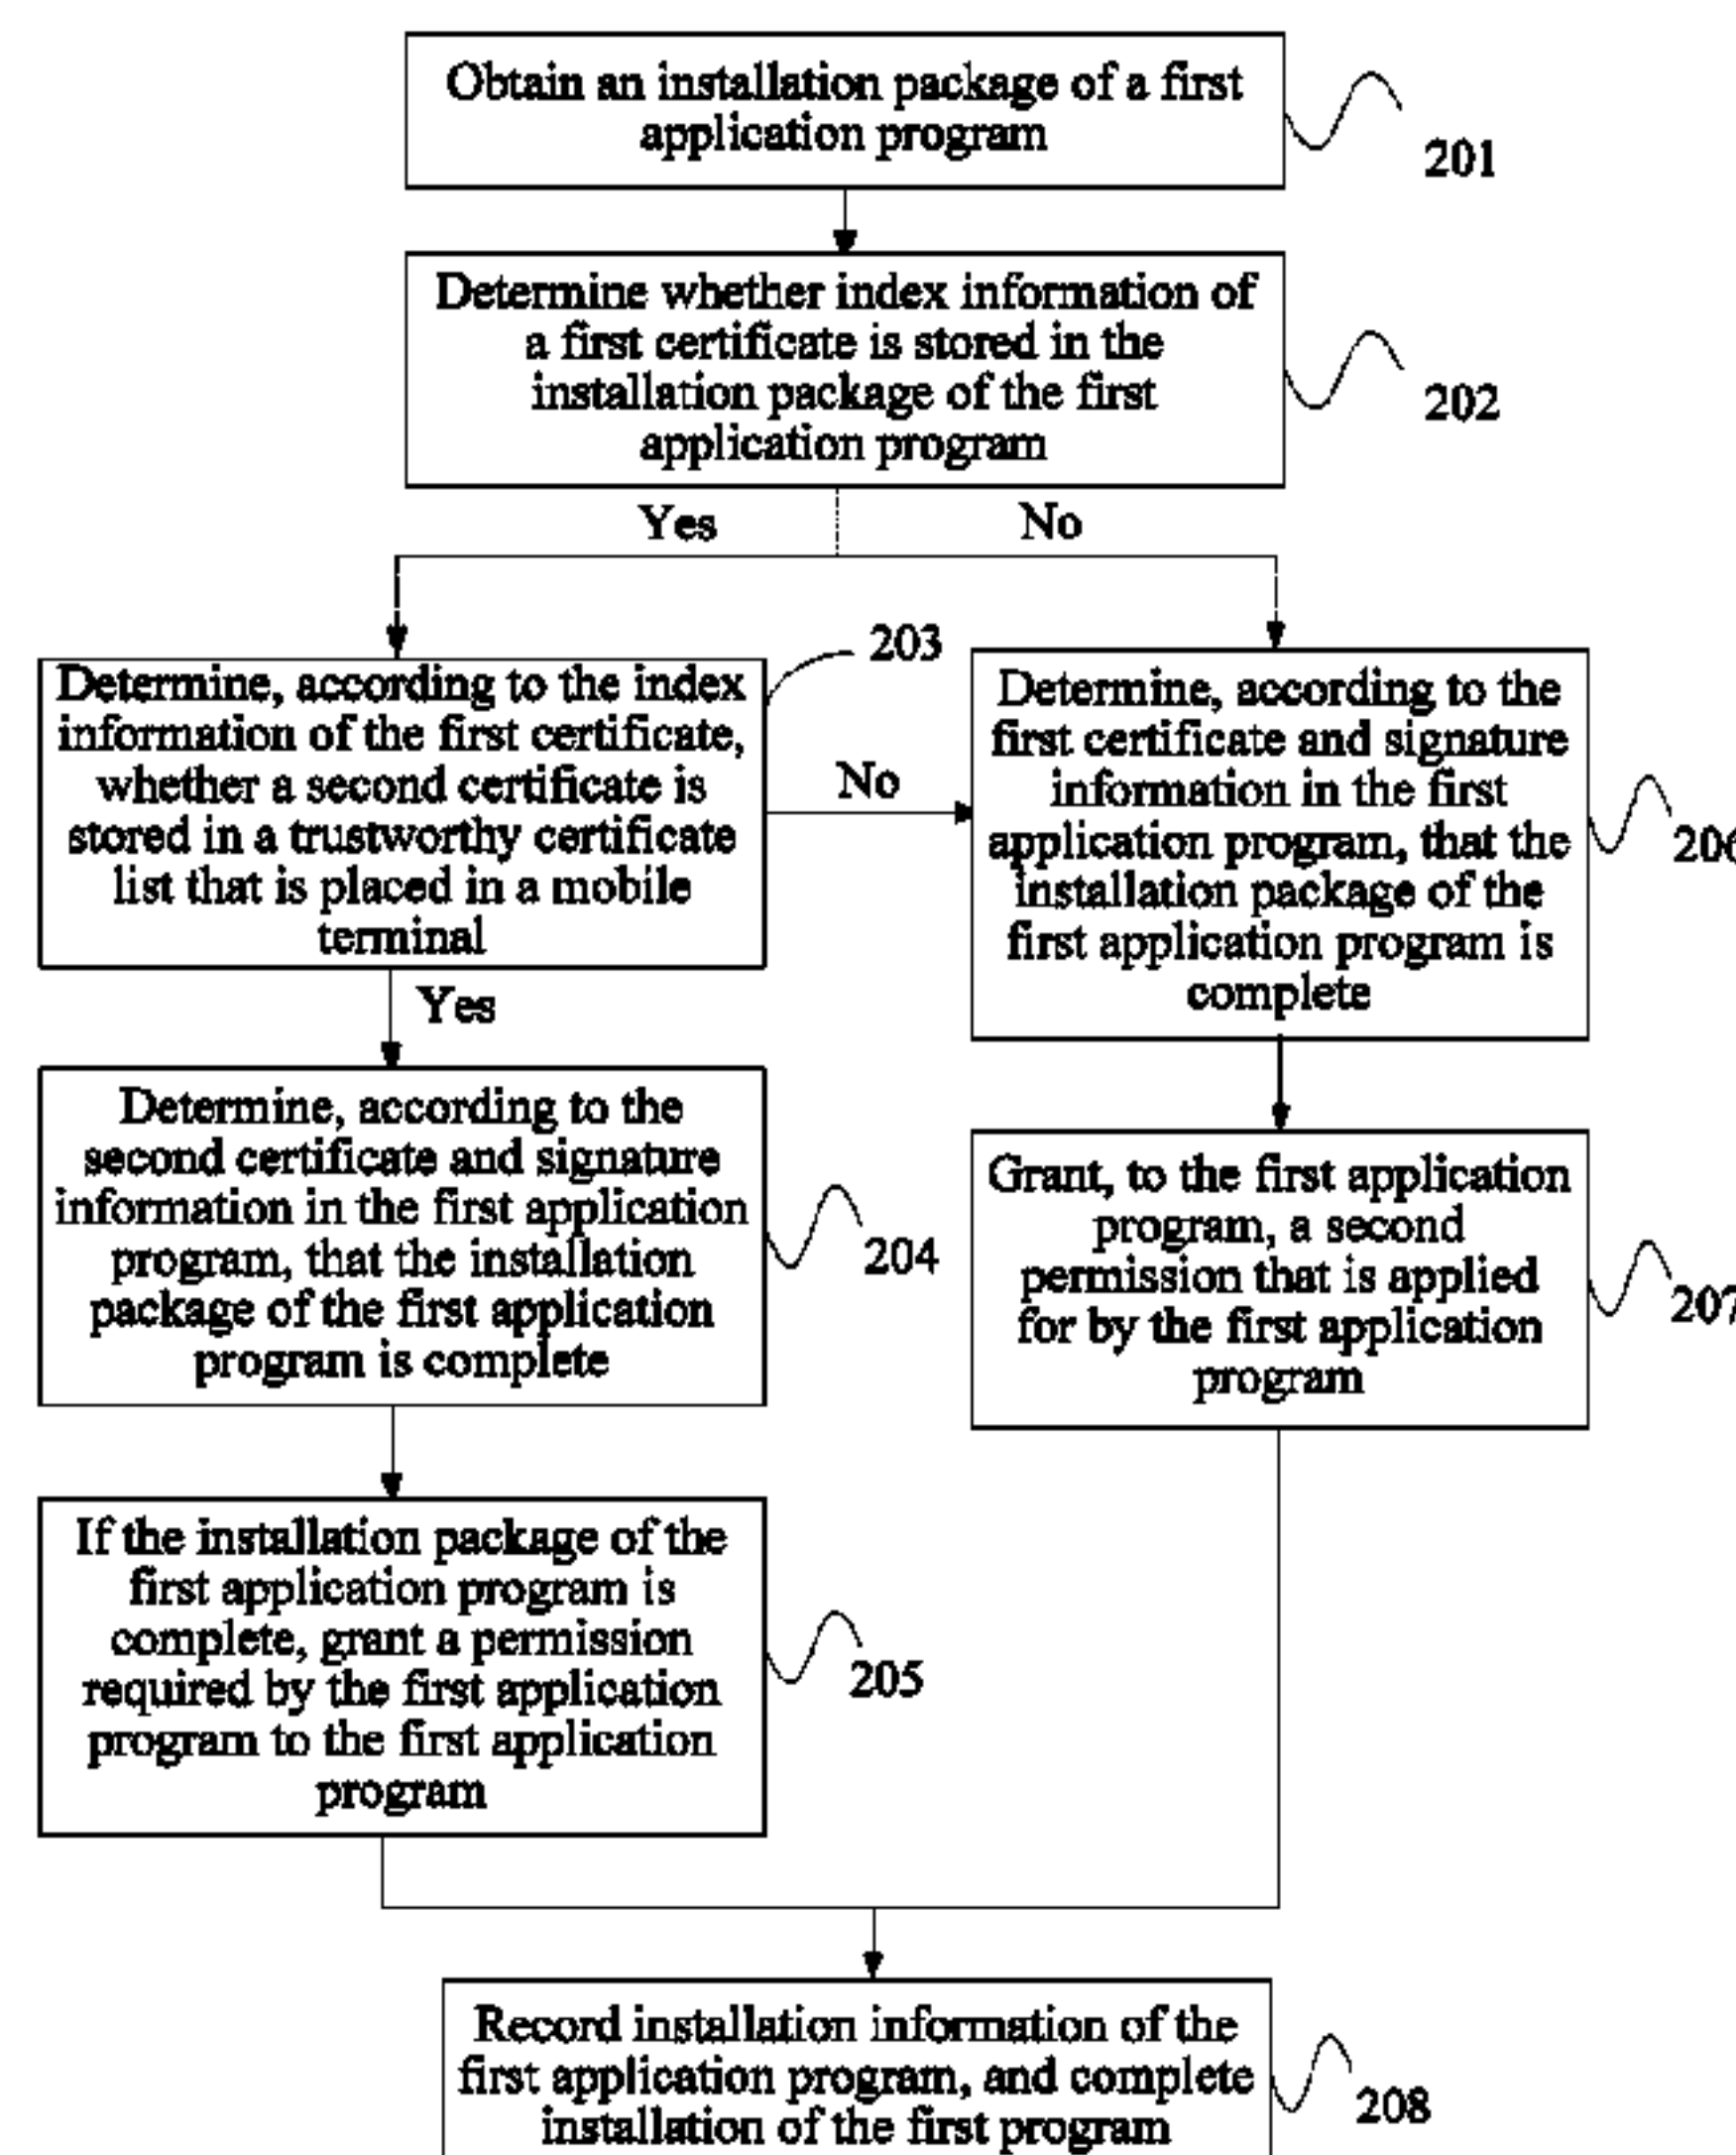 Obtain an installation package of a first
application program
201
Determine whether index information of
a first certificate is stored in the
installation package of the first
application program
202
Yes
No
203
Determine, according to the index
information of the first certificate,
whether a second certificate is
stored in a trustworthy certificate
list that is placed in a mobile
terminal
No
Determine, according to the
first certificate and signature
information in the first
application program, that the
installation package of the
first application program is
complete
206
Yes
Determine, according to the
second certificate and signature
information in the first application
program, that the installation
package of the first application
program is complete
204
Grant, to the first application
program, a second
permission that is applied
for by the first application
program
207
If the installation package of the
first application program is
complete, grant a permission
required by the first application
program to the first application
program
205
Record installation information of the
first application program, and complete
installation of the first program
208